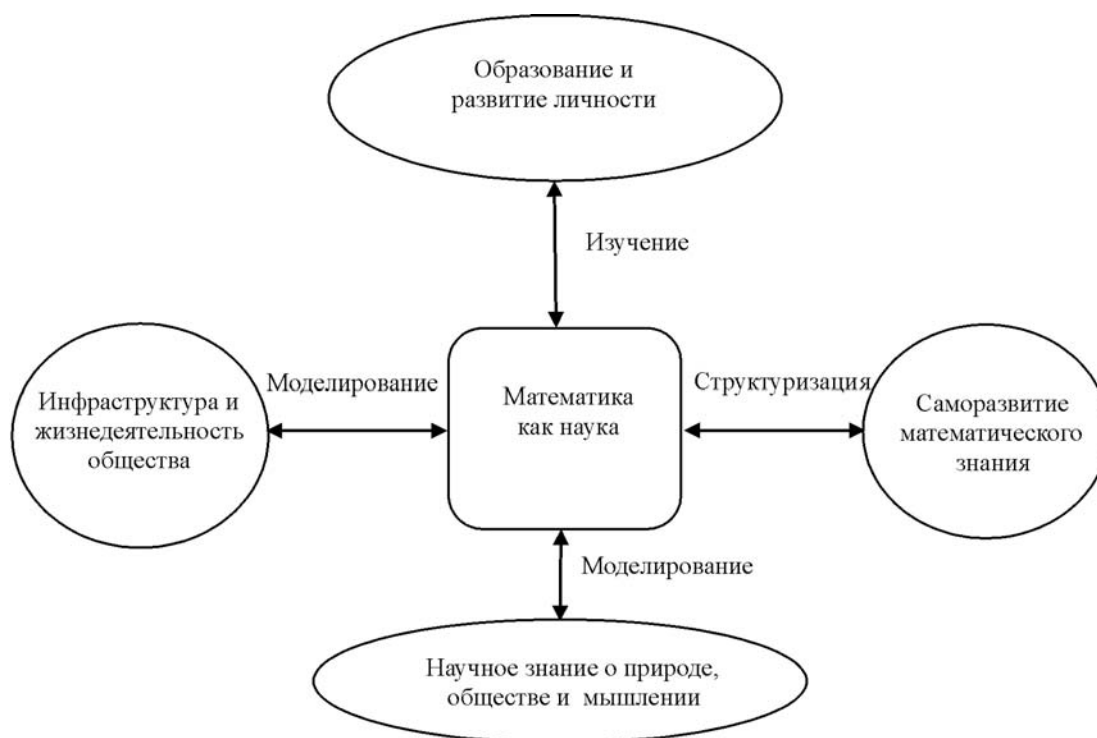 Образование и
развитие личности
Изучение
Моделирование
Структуризация
Инфраструктура и
жизнедеятельность
общества
Математика
как наука
Саморазвитие
математического
знания
Моделирование
Научное знание о природе,
обществе и мышлении